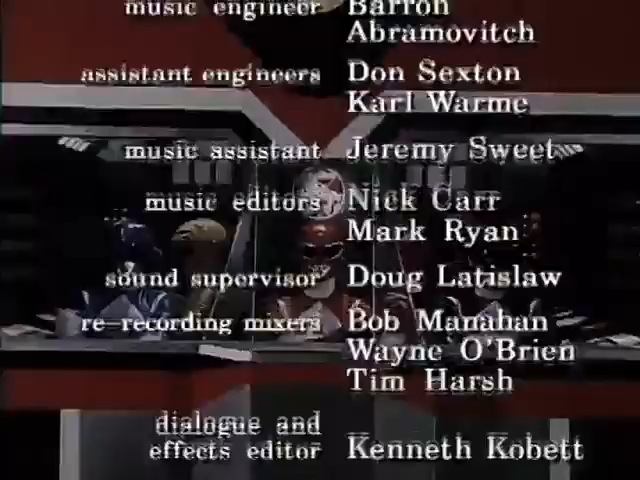 music engineer Barron
Abramovitch
assistant engineers Don Sexton
Karl Warme
music assistant Jeremy Sweet
music editors Nick Carr
Mark Ryan
sound supervisor Doug Latislaw
re-recording mixers Bob Manahan
Wayne O'Brien
Tim Harsh
dialogue and
effects editor Kenneth Kobett